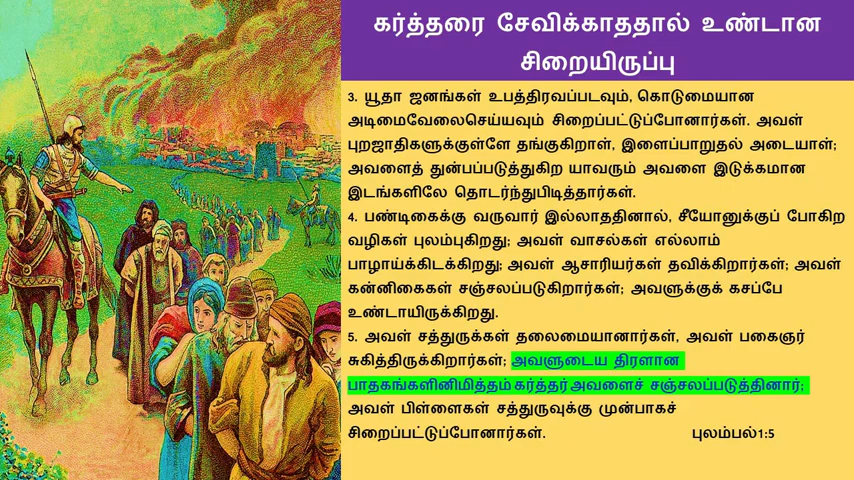 கர்த்தரை சேவிக்காததால் உண்டான
சிறையிருப்பு
3. யூதா ஜனங்கள் உபத்திரவப்படவும், கொடுமையான
அடிமைவேலைசெய்யவும் சிறைப்பட்டுப்போனார்கள். அவள்
புறஜாதிகளுக்குள்ளே தங்குகிறாள், இளைப்பாறுதல் அடையாள்;
அவளைத் துன்பப்படுத்துகிற யாவரும் அவளை இடுக்கமான
இடங்களிலே தொடர்ந்துபிடித்தார்கள்.
4. பண்டிகைக்கு வருவார் இல்லாததினால், சீயோனுக்குப் போகிற
வழிகள் புலம்புகிறது; அவள் வாசல்கள் எல்லாம்
பாழாய்க்கிடக்கிறது; அவள் ஆசாரியர்கள் தவிக்கிறார்கள்; அவள்
கன்னிகைகள் சஞ்சலப்படுகிறார்கள்; அவளுக்குக் கசப்பே
உண்டாயிருக்கிறது.
5. அவள் சத்துருக்கள் தலைமையானார்கள், அவள் பகைஞர்
சுகித்திருக்கிறார்கள்; அவளுடைய திரளான
பாதகங்களினிமித்தம் கர்த்தர் அவளைச் சஞ்சலப்படுத்தினார்;
அவள் பிள்ளைகள் சத்துருவுக்கு முன்பாகச்
சிறைப்பட்டுப்போனார்கள். புலம்பல்1:5